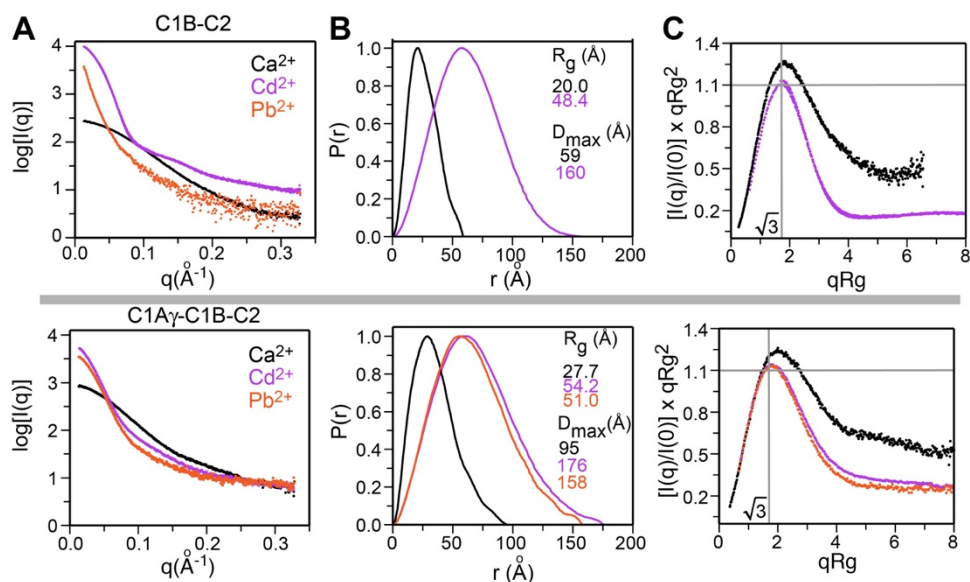 A
C1B-C2
4
3
2
1
0
log[I(q)]
Ca2+
Cd2+
Pb2+
0.0 0.1 0.2 0.3
q(Å-1)
B
1.0
0.8
0.6
0.4
0.2
0.0
P(r)
Rg (Å)
20.0
48.4
Dmax(Å)
59
160
0 50 100 150 200
r (Å)
C
1.4
1.1
1.1
0.5
0.2
[I(q)/I(0)] x qRg2
√3
0 2 4 6 8
qRg
C1Aγ-C1B-C2
4
3
2
1
0
log[I(q)]
Ca2+
Cd2+
Pb2+
0.0 0.1 0.2 0.3
q(Å-1)
1.0
0.8
0.6
0.4
0.2
0.0
P(r)
Rg (Å)
27.7
54.2
51.0
Dmax(Å)
95
176
158
0 50 100 150 200
r (Å)
1.4
1.1
1.1
0.5
0.2
[I(q)/I(0)] x qRg2
√3
0 2 4 6 8
qRg